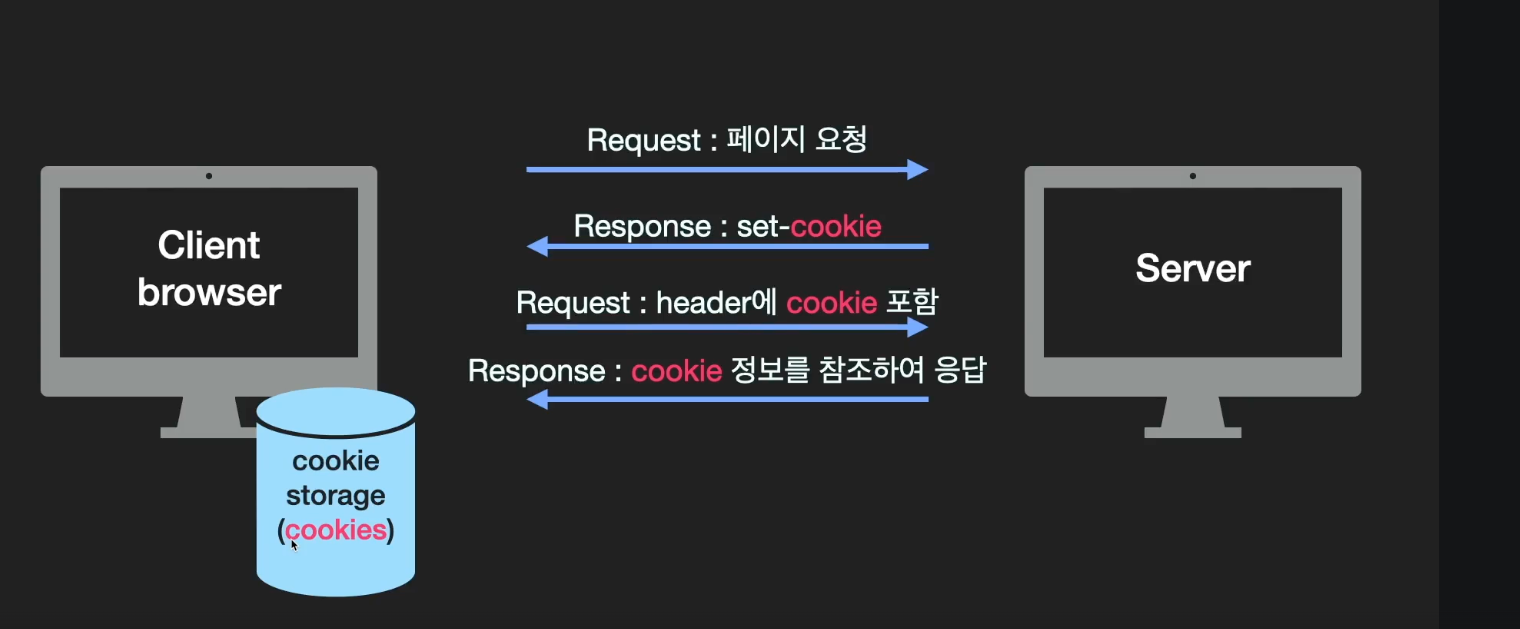 Request : 페이지 요청
Response : set-cookie
Client
browser
Server
Request : header에 cookie 포함
Response : cookie 정보를 참조하여 응답
cookie
storage
(cookies)